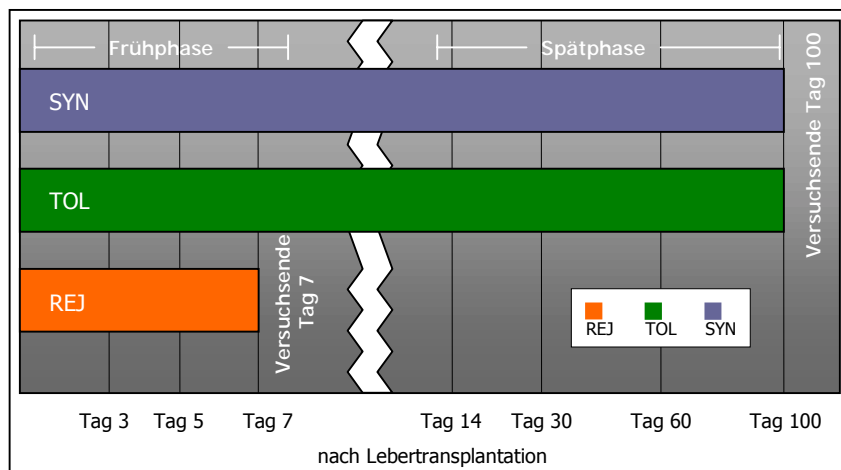 Frühphase
Spätphase
SYN
TOL
REJ
Versuchsende
Tag 7
Versuchsende Tag 100
REJ TOL SYN
Tag 3 Tag 5 Tag 7 Tag 14 Tag 30 Tag 60 Tag 100
nach Lebertransplantation